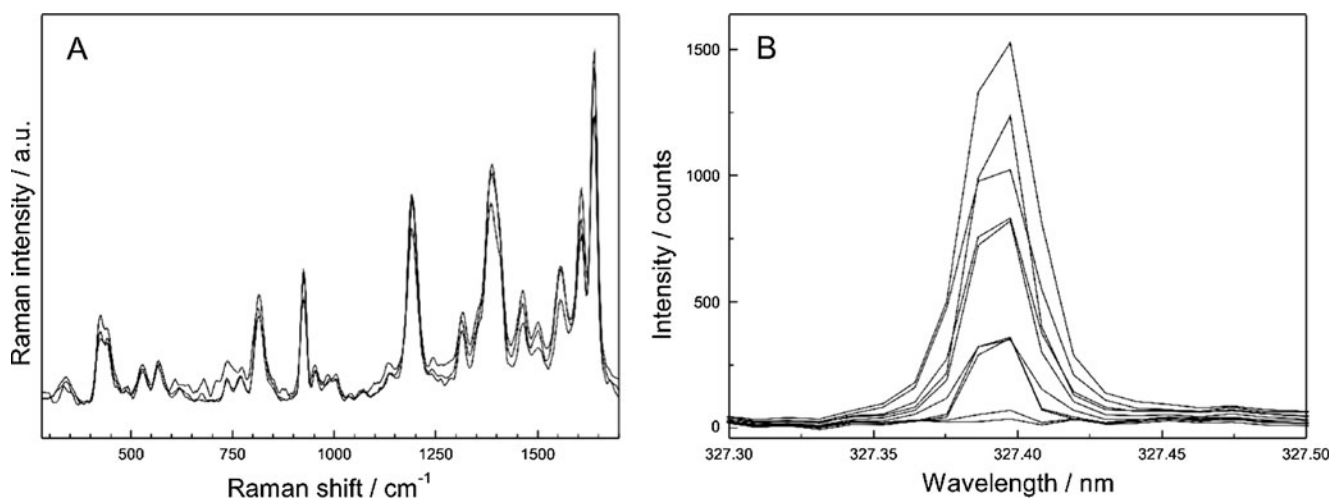 A
Raman intensity / a.u.
500 750 1000 1250 1500
Raman shift / cm⁻¹
B
Intensity / counts
1500
1000
500
0
327.30 327.35 327.40 327.45 327.50
Wavelength / nm